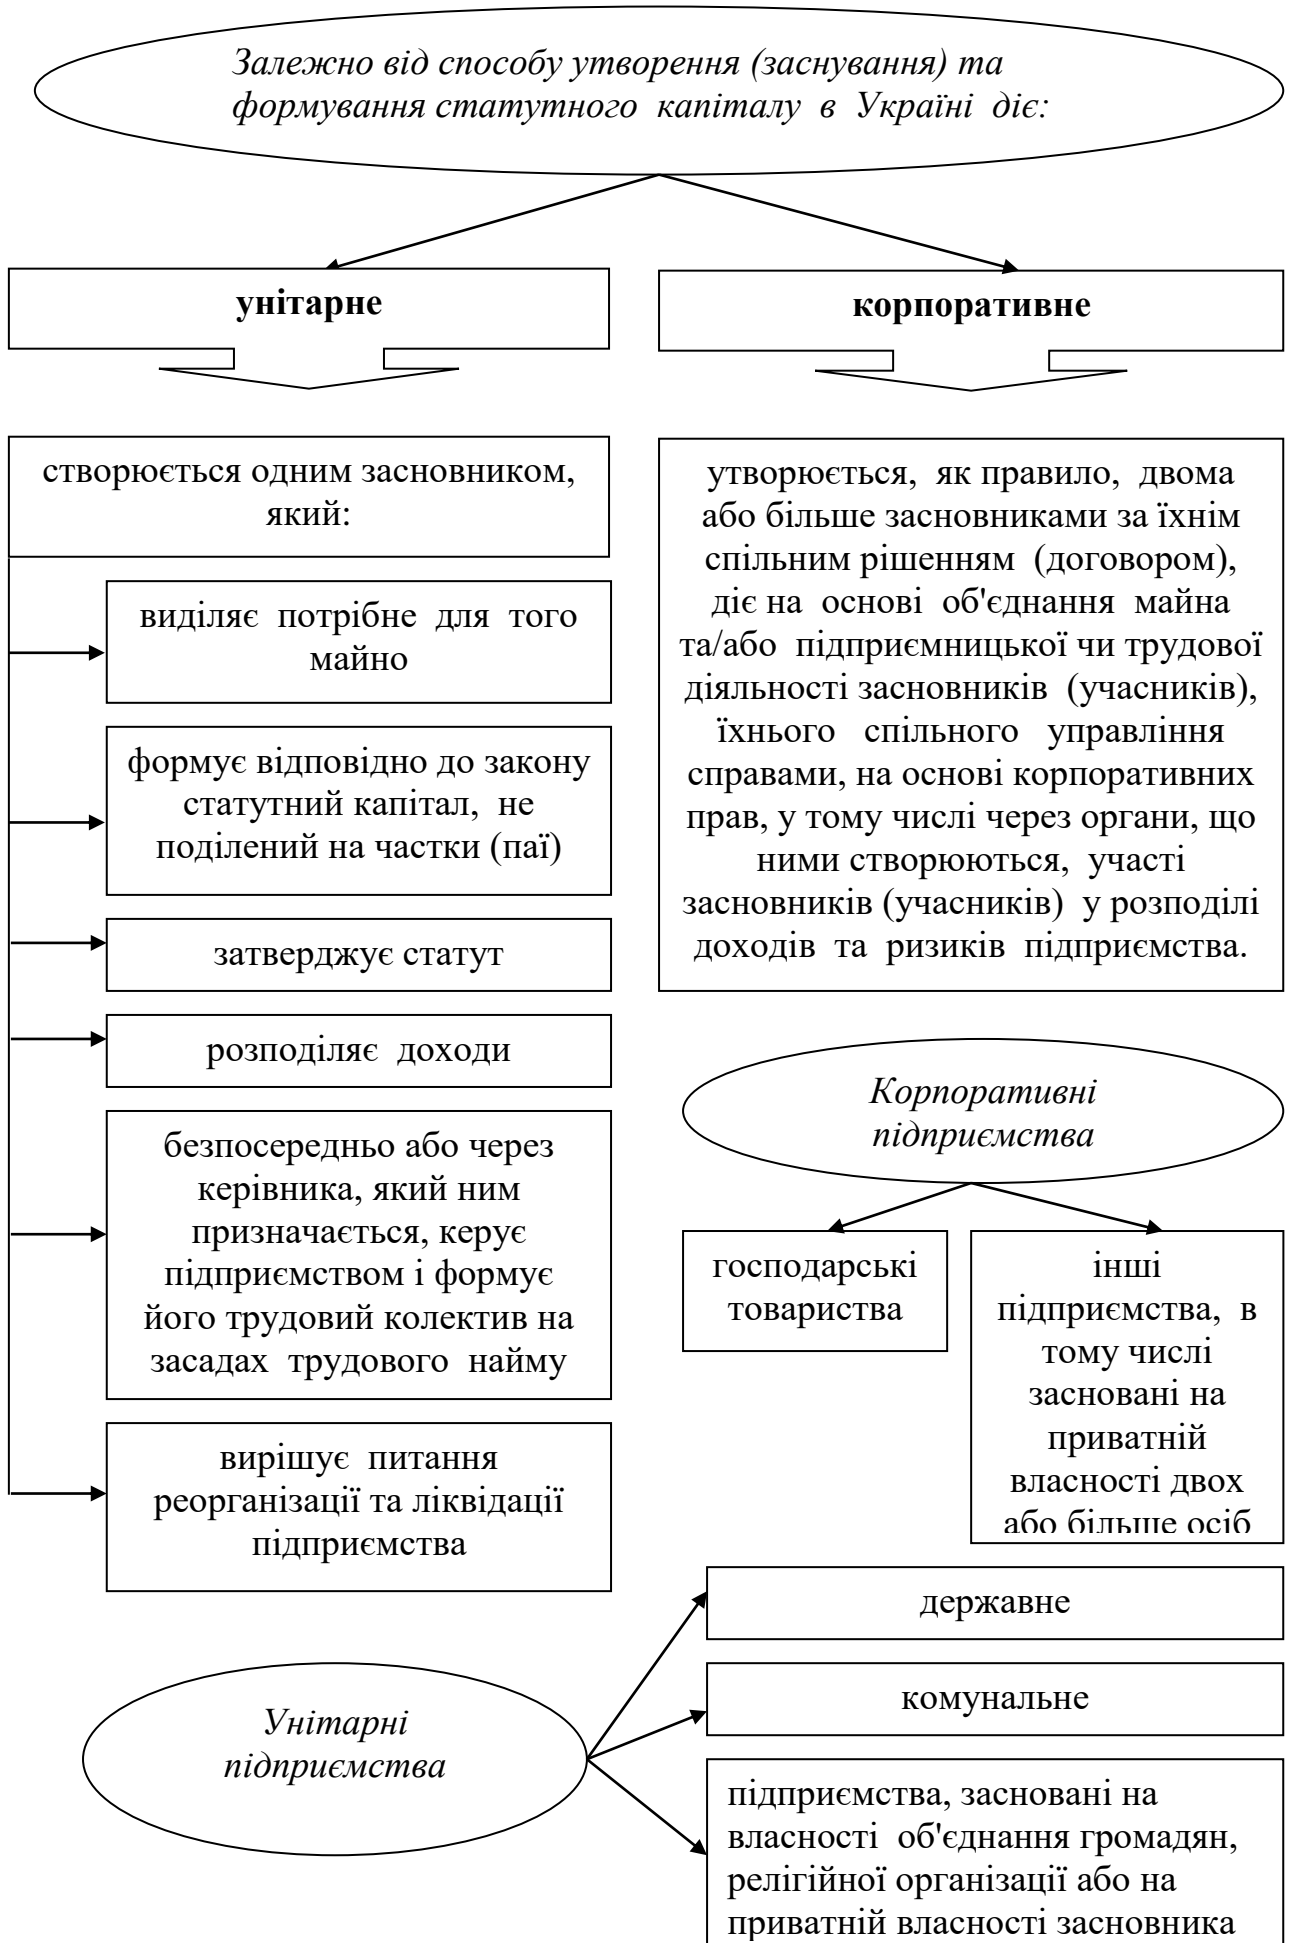 Залежно від способу утворення (заснування) та
формування статутного капіталу в Україні діє:
унітарне
корпоративне
створюється одним засновником,
який:
виділяє потрібне для того
майно
формує відповідно до закону
статутний капітал, не
поділений на частки (паї)
затверджує статут
розподіляє доходи
безпосередньо або через
керівника, який ним
призначається, керує
підприємством і формує
його трудовий колектив на
засадах трудового найму
вирішує питання
реорганізації та ліквідації
підприємства
утворюється, як правило, двома
або більше засновниками за їхнім
спільним рішенням (договором),
діє на основі об'єднання майна
та/або підприємницької чи трудової
діяльності засновників (учасників),
їхнього спільного управління
справами, на основі корпоративних
прав, у тому числі через органи, що
ними створюються, участі
засновників (учасників) у розподілі
доходів та ризиків підприємства.
Корпоративні
підприємства
господарські
товариства
інші
підприємства, в
тому числі
засновані на
приватній
власності двох
або більше осіб
Унітарні
підприємства
державне
комунальне
підприємства, засновані на
власності об'єднання громадян,
релігійної організації або на
приватній власності засновника